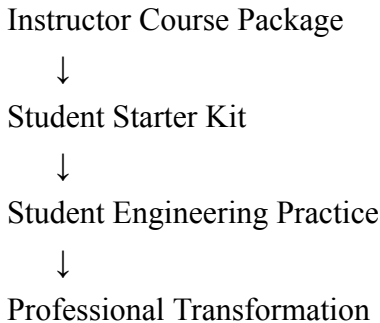 Instructor Course Package
↓
Student Starter Kit
↓
Student Engineering Practice
↓
Professional Transformation